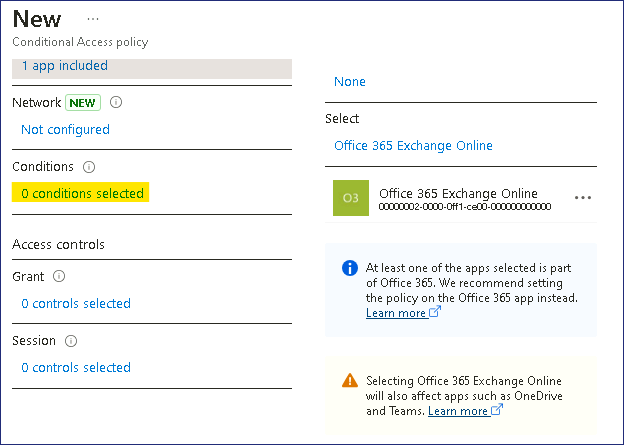 New ...
Conditional Access policy
1 app included
Network NEW
Not configured
Conditions
0 conditions selected
Access controls
Grant
0 controls selected
Session
0 controls selected
None
Select
Office 365 Exchange Online
O3
Office 365 Exchange Online
00000002-0000-0ff1-ce00-000000000000
At least one of the apps selected is part
of Office 365. We recommend setting
the policy on the Office 365 app instead.
Learn more
Selecting Office 365 Exchange Online
will also affect apps such as OneDrive
and Teams. Learn more